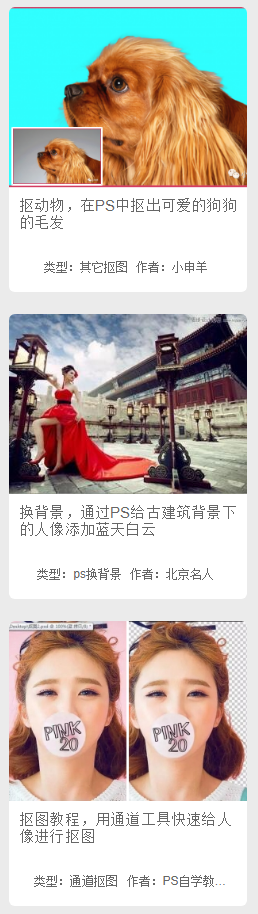 抠动物，在PS中抠出可爱的狗狗
的毛发
类型：其它抠图 作者：小申羊
换背景，通过PS给古建筑背景下
的人像添加蓝天白云
类型：ps换背景 作者：北京名人
PINK
20
PINK
20
抠图教程，用通道工具快速给人
像进行抠图
类型：通道抠图 作者：PS自学教...